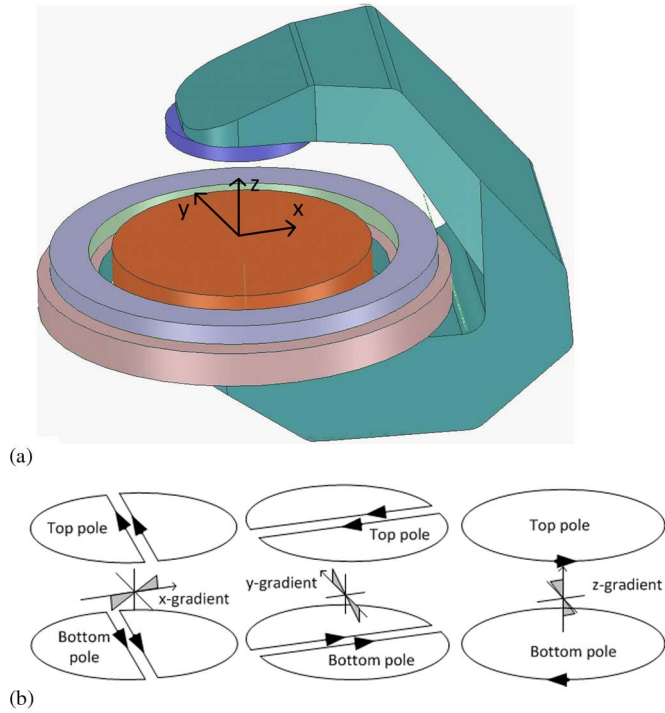 z
y
x
(a)
Top pole
Top pole
Top pole
x-gradient
y-gradient
z-gradient
Bottom
pole
Bottom pole
Bottom pole
(b)